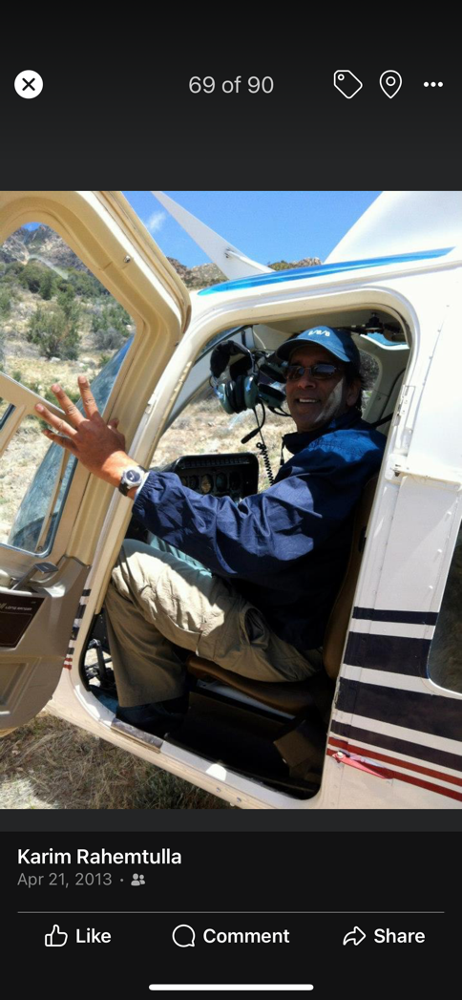 69 of 90
Karim Rahemtulla
Apr 21, 2013 ·
Like
Comment
Share